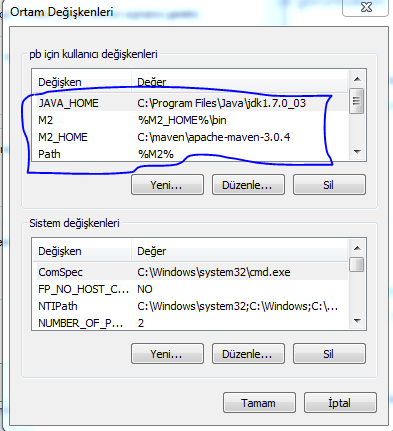 Ortam Değişkenleri
pb için kullanıcı değişkenleri
Değişken Değer
JAVA_HOME C:\Program Files\Java\jdk1.7.0_03
M2 %M2_HOME%\bin
M2_HOME C:\maven\apache-maven-3.0.4
Path %M2%
Yeni... Düzenle... Sil
Sistem değişkenleri
Değişken Değer
ComSpec C:\Windows\system32\cmd.exe
FP_NO_HOST_C... NO
NTIPath C:\Windows\system32;C:\Windows;C:\...
NUMBER_OF_P... 2
Yeni... Düzenle... Sil
Tamam İptal